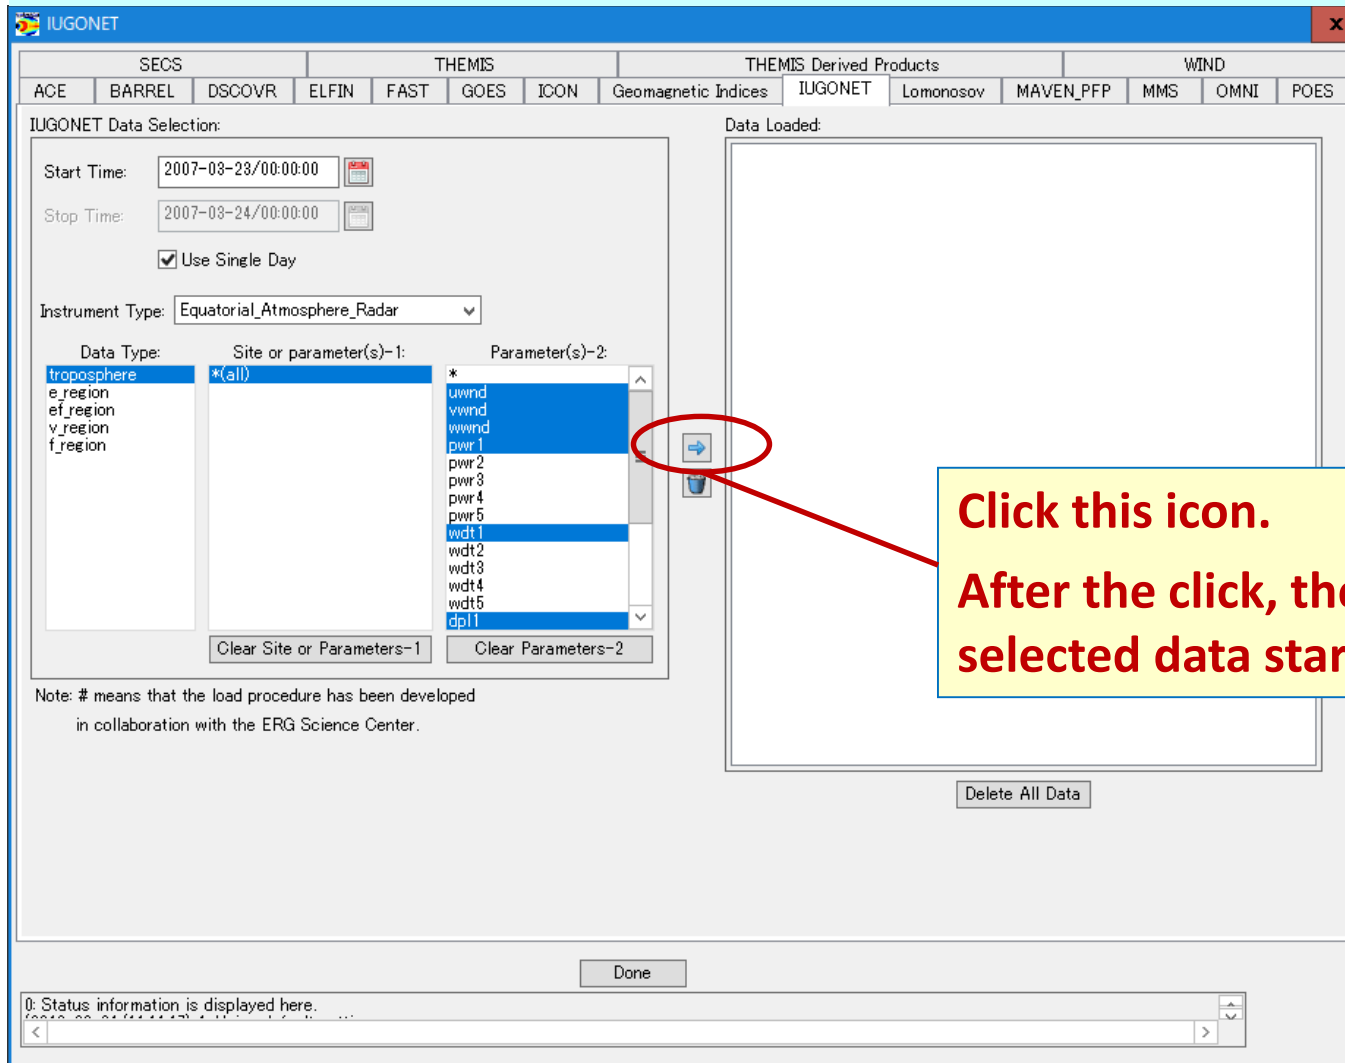 IUGONET
x
SECS THEMIS THEMIS Derived Products WIND
ACE BARREL DSCOVR ELFIN FAST GOES ICON Geomagnetic Indices IUGONET Lomonosov MAVEN_PFP MMS OMNI POES
IUGONET Data Selection:
Data Loaded:
Start Time: 2007-03-23/00:00:00
Stop Time: 2007-03-24/00:00:00
Use Single Day
Instrument Type: Equatorial_Atmosphere_Radar
Data Type: Site or parameter(s)-1: Parameter(s)-2:
troposphere *(all) *
e_region uwnd
ef_region vwnd
v_region wwnd
f_region pwr1
pwr2
pwr3
pwr4
pwr5
wdt1
wdt2
wdt3
wdt4
wdt5
dpl1
Clear Site or Parameters-1 Clear Parameters-2
Click this icon.
After the click, the
selected data star
Note: # means that the load procedure has been developed
in collaboration with the ERG Science Center.
Delete All Data
Done
0: Status information is displayed here.